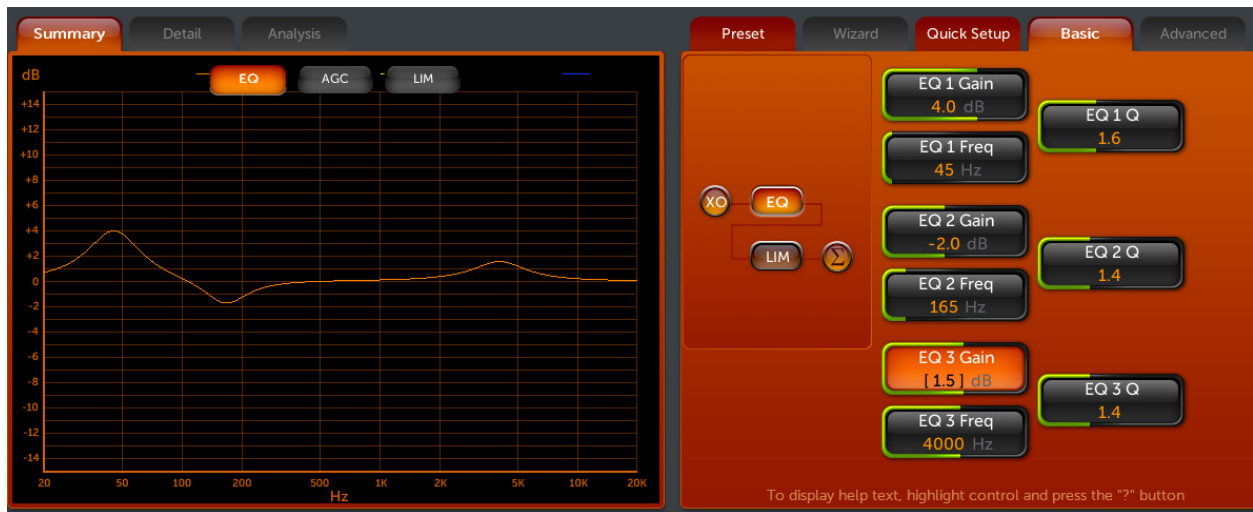 Summary
Detail
Analysis
dB
EQ
AGC
LIM
+14
+12
+10
+8
+6
+4
+2
0
-2
-4
-6
-8
-10
-12
-14
20 50 100 200 500 1K 2K 5K 10K 20K
Hz
Preset
Wizard
Quick Setup
Basic
Advanced
XO
EQ
LIM
Σ
EQ 1 Gain
4.0 dB
EQ 1 Freq
45 Hz
EQ 1 Q
1.6
EQ 2 Gain
-2.0 dB
EQ 2 Freq
165 Hz
EQ 2 Q
1.4
EQ 3 Gain
[ 1.5 ] dB
EQ 3 Freq
4000 Hz
EQ 3 Q
1.4
To display help text, highlight control and press the "?" button